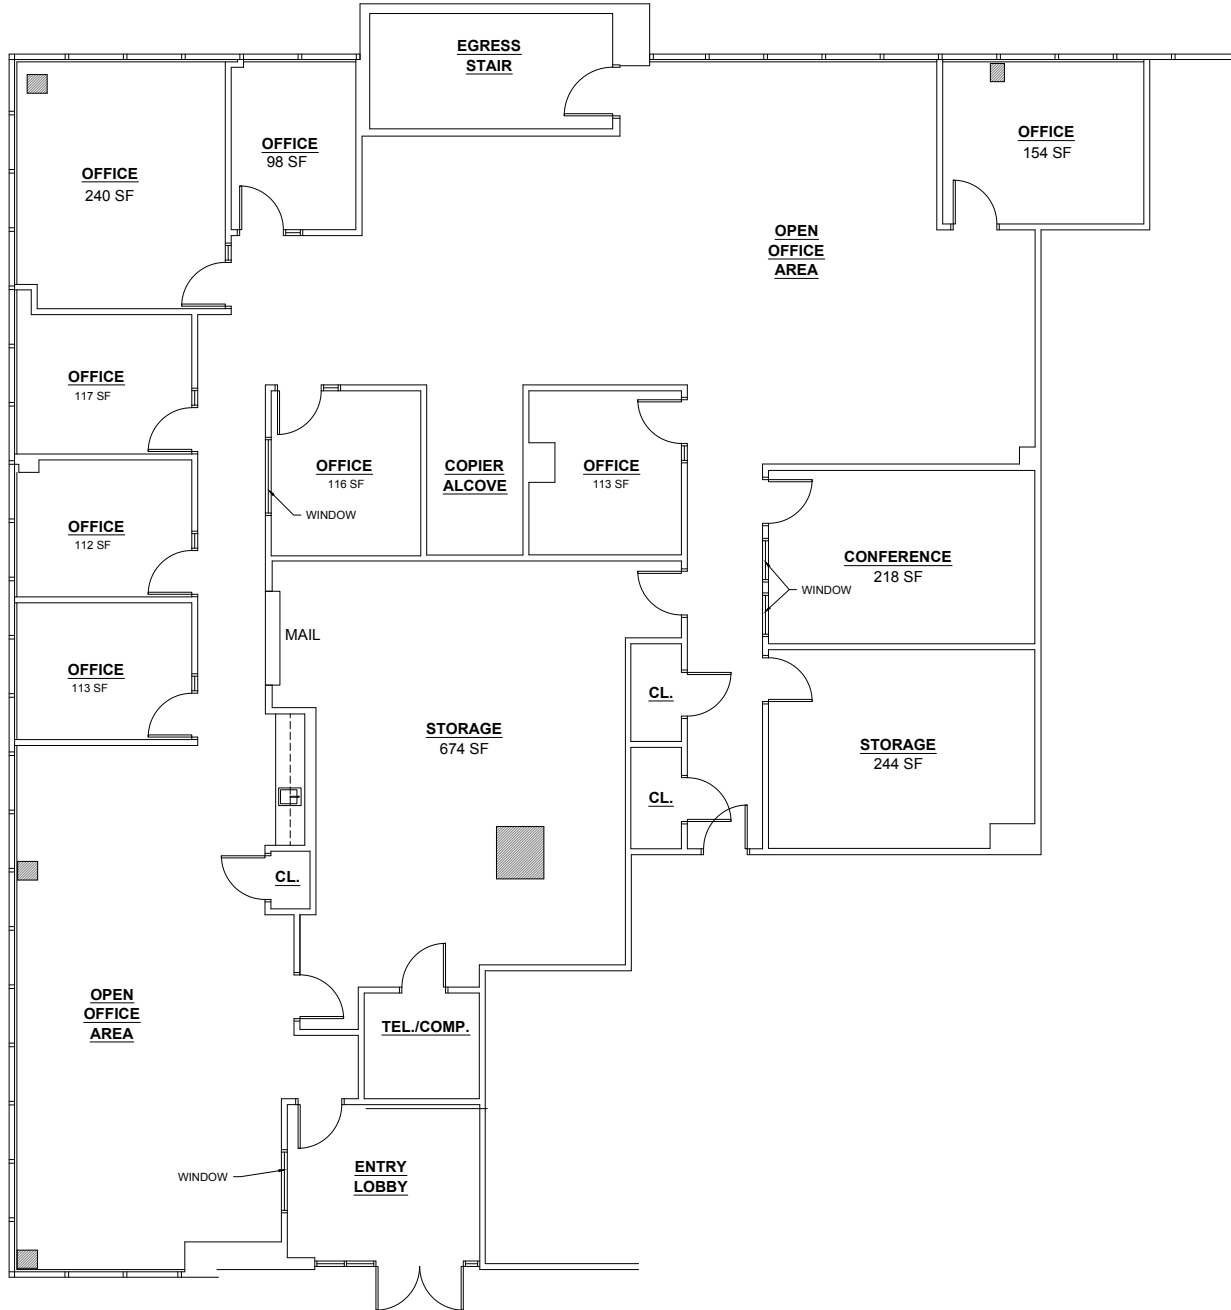 EGRESS
STAIR
OFFICE
98 SF
OFFICE
154 SF
OFFICE
240 SF
OPEN
OFFICE
AREA
OFFICE
117 SF
OFFICE
116 SF
WINDOW
COPIER
ALCOVE
OFFICE
113 SF
OFFICE
112 SF
CONFERENCE
218 SF
WINDOW
MAIL
OFFICE
113 SF
CL.
STORAGE
674 SF
STORAGE
244 SF
CL.
CL.
OPEN
OFFICE
AREA
TEL./COMP.
WINDOW
ENTRY
LOBBY